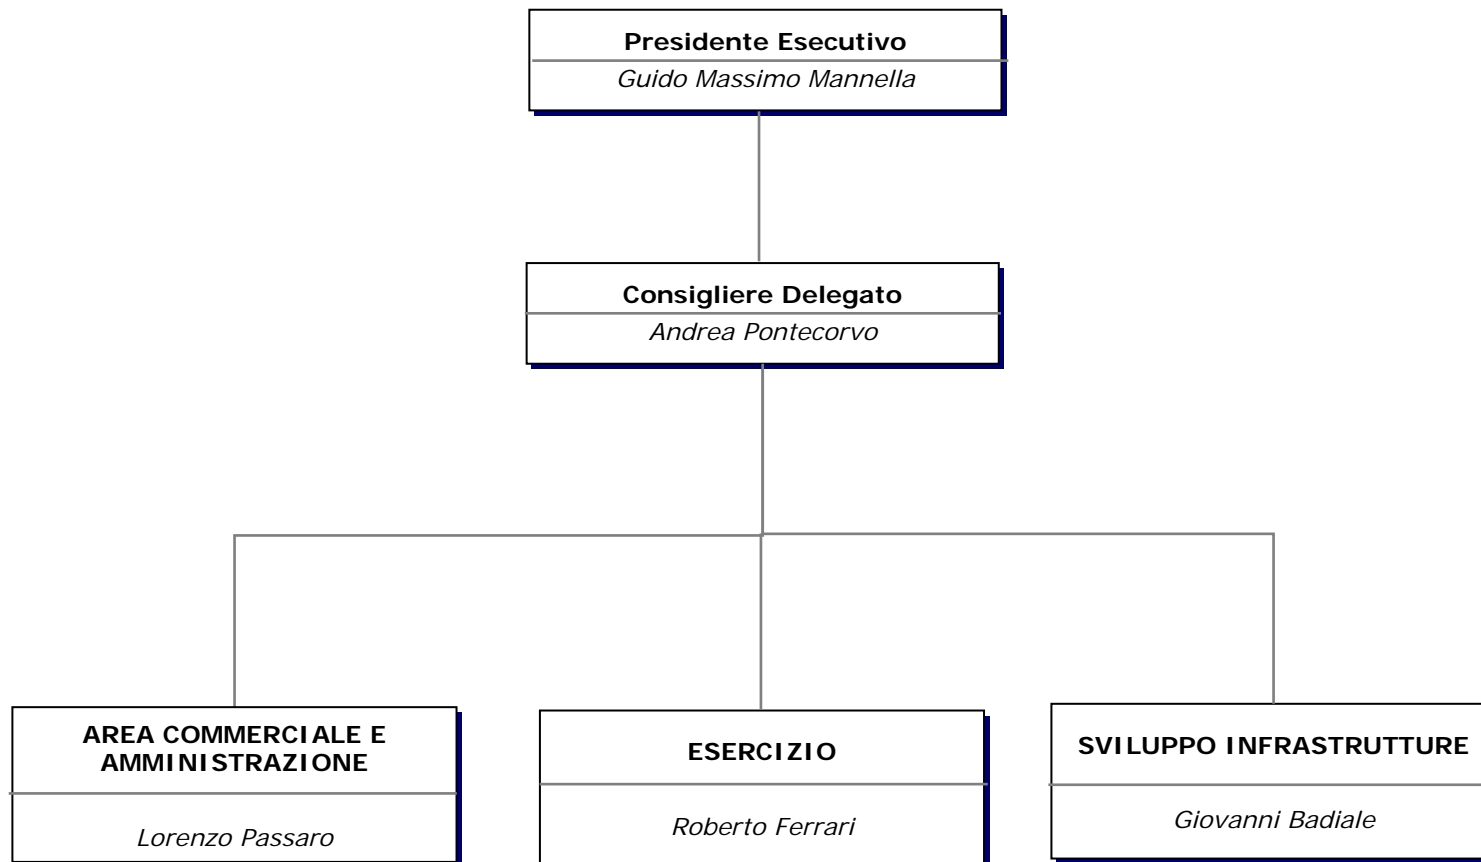 Presidente Esecutivo
Guido Massimo Mannella
Consigliere Delegato
Andrea Pontecorvo
AREA COMMERCIALE E
AMMINISTRAZIONE
Lorenzo Passaro
ESERCIZIO
Roberto Ferrari
SVILUPPO INFRASTRUTTURE
Giovanni Badiale